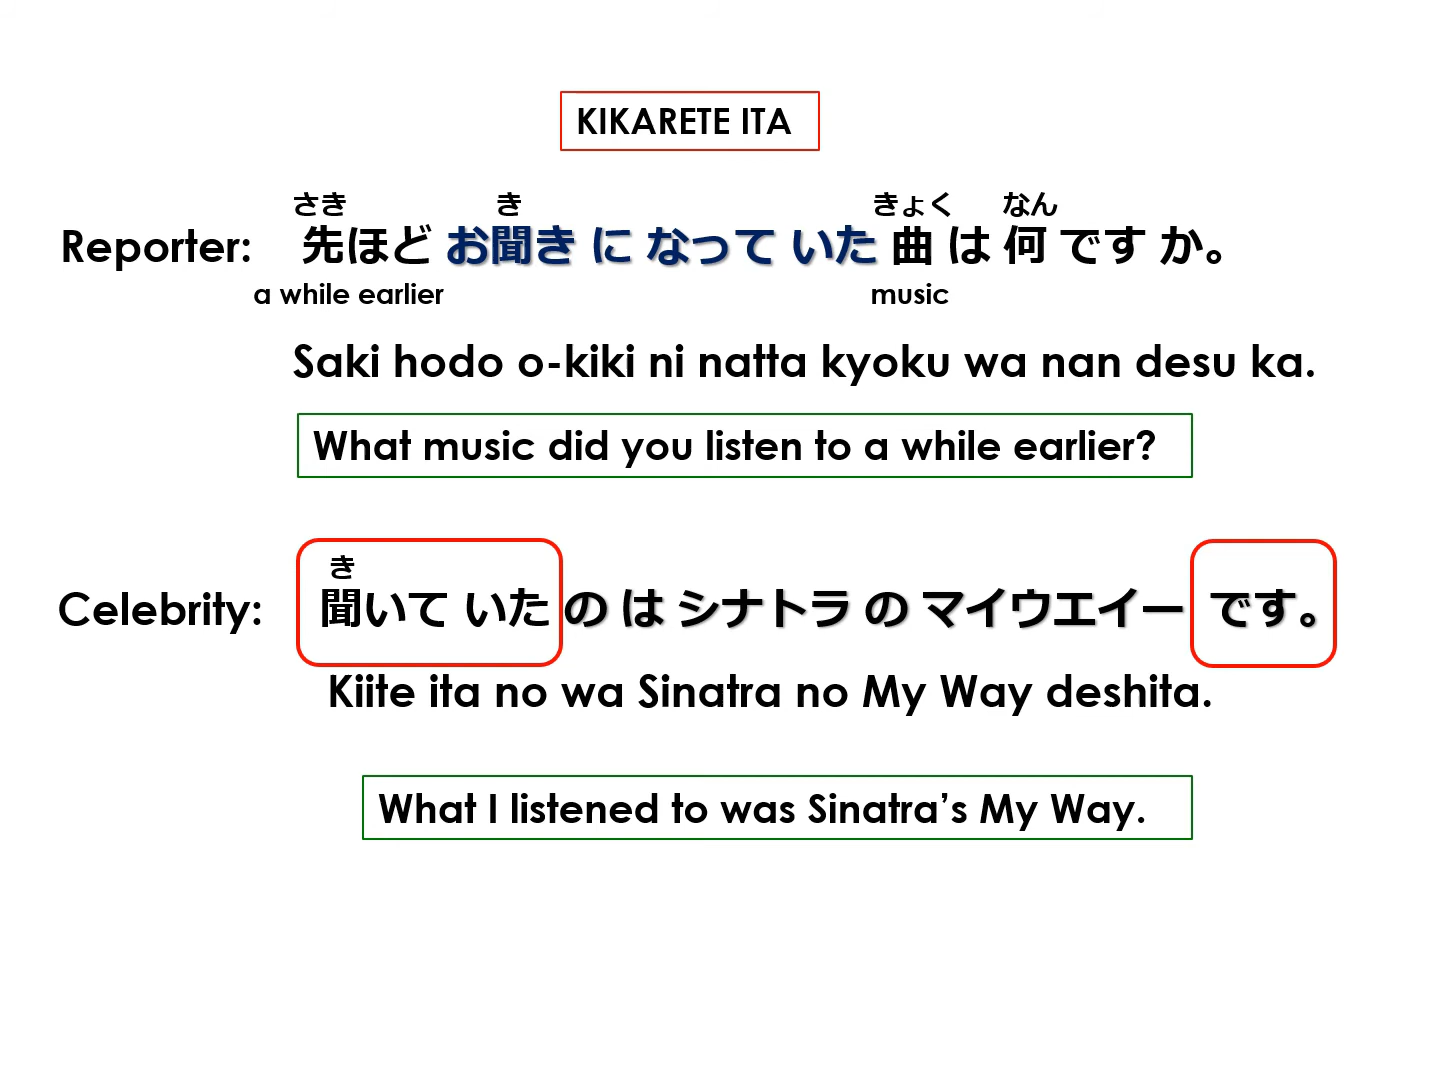 KIKARETE ITA
さき き きょく なん
Reporter: 先ほど お聞き に なって いた 曲 は 何 です か。
a while earlier music
Saki hodo o-kiki ni natta kyoku wa nan desu ka.
What music did you listen to a while earlier?
き
Celebrity: 聞いて いた の は シナトラ の マイウエイー です。
Kiite ita no wa Sinatra no My Way deshita.
What I listened to was Sinatra’s My Way.